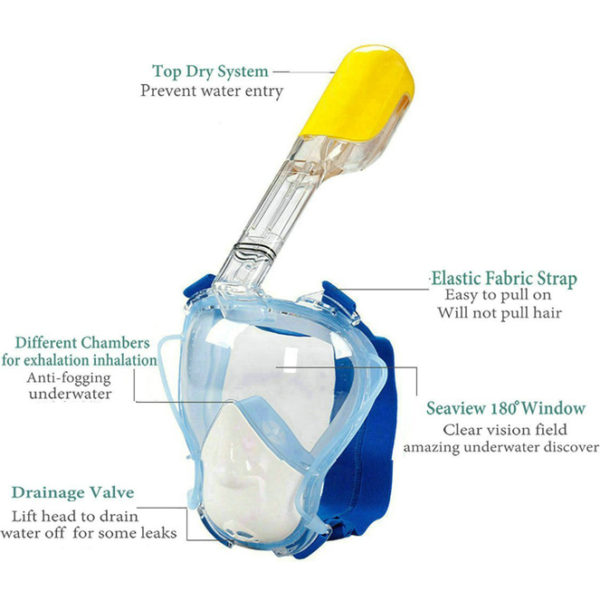 Top Dry System
Prevent water entry
Elastic Fabric Strap
Easy to pull on
Will not pull hair
Different Chambers
for exhalation inhalation
Anti-fogging
underwater
Seaview 180° Window
Clear vision field
amazing underwater discover
Drainage Valve
Lift head to drain
water off for some leaks